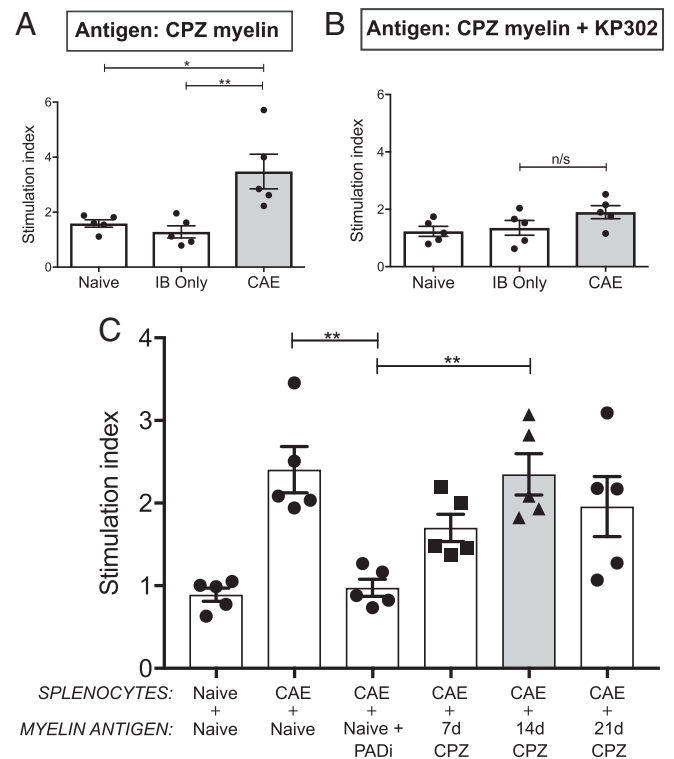 A
Antigen: CPZ myelin
*
**
Stimulation index
6
4
2
0
Naive
IB Only
CAE
B
Antigen: CPZ myelin + KP302
n/s
Stimulation index
6
4
2
0
Naive
IB Only
CAE
C
**
**
Stimulation index
4
3
2
1
0
SPLENOCYTES: Naive CAE CAE CAE CAE CAE
+ + + + + +
MYELIN ANTIGEN: Naive Naive Naive + 7d 14d 21d
PADi CPZ CPZ CPZ